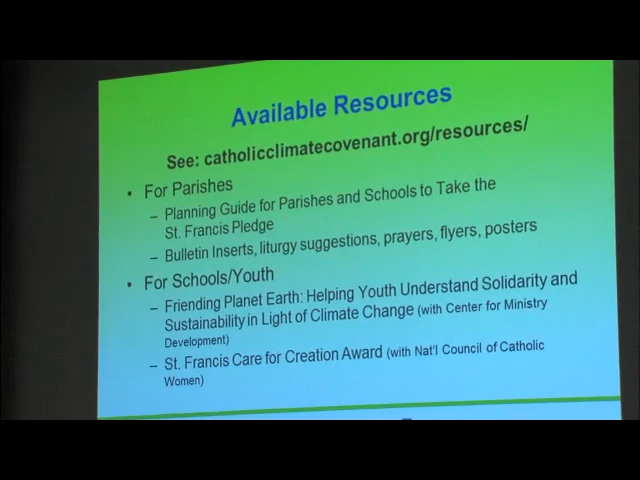 Available Resources
See: catholicclimatecovenant.org/resources/
• For Parishes
– Planning Guide for Parishes and Schools to Take the
St. Francis Pledge
– Bulletin Inserts, liturgy suggestions, prayers, flyers, posters
• For Schools/Youth
– Friending Planet Earth: Helping Youth Understand Solidarity and
Sustainability in Light of Climate Change (with Center for Ministry
Development)
– St. Francis Care for Creation Award (with Nat'l Council of Catholic
Women)